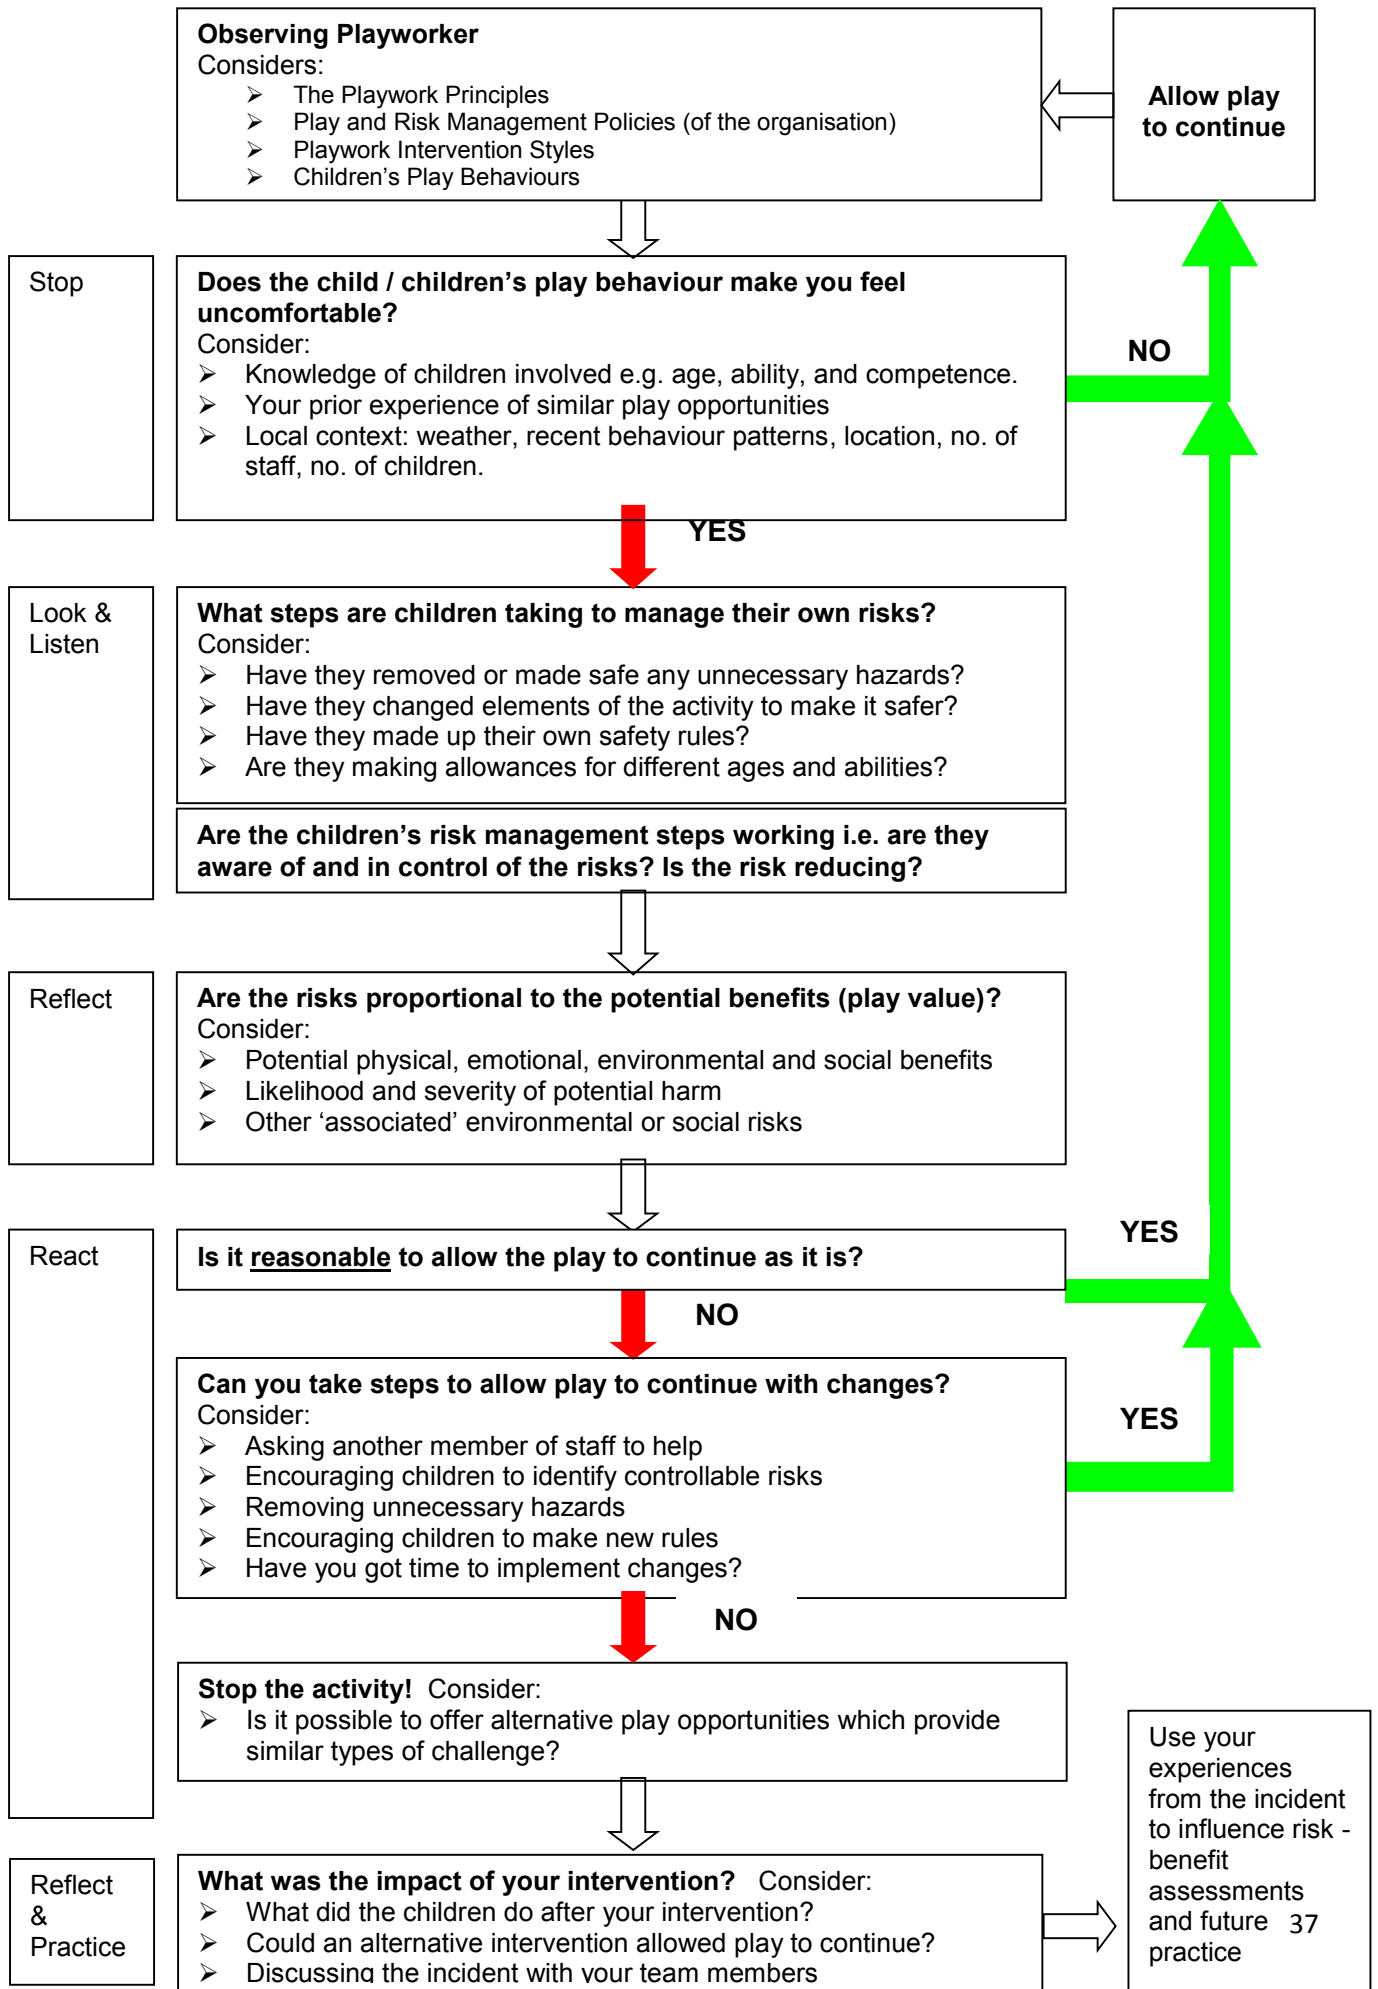 Observing Playworker
Considers:
➢ The Playwork Principles
➢ Play and Risk Management Policies (of the organisation)
➢ Playwork Intervention Styles
➢ Children’s Play Behaviours
Allow play
to continue
Stop
Does the child / children’s play behaviour make you feel
uncomfortable?
Consider:
➢ Knowledge of children involved e.g. age, ability, and competence.
➢ Your prior experience of similar play opportunities
➢ Local context: weather, recent behaviour patterns, location, no. of
staff, no. of children.
NO
YES
Look &
Listen
What steps are children taking to manage their own risks?
Consider:
➢ Have they removed or made safe any unnecessary hazards?
➢ Have they changed elements of the activity to make it safer?
➢ Have they made up their own safety rules?
➢ Are they making allowances for different ages and abilities?
Are the children’s risk management steps working i.e. are they
aware of and in control of the risks? Is the risk reducing?
Reflect
Are the risks proportional to the potential benefits (play value)?
Consider:
➢ Potential physical, emotional, environmental and social benefits
➢ Likelihood and severity of potential harm
➢ Other ‘associated’ environmental or social risks
React
Is it reasonable to allow the play to continue as it is?
YES
NO
Can you take steps to allow play to continue with changes?
Consider:
➢ Asking another member of staff to help
➢ Encouraging children to identify controllable risks
➢ Removing unnecessary hazards
➢ Encouraging children to make new rules
➢ Have you got time to implement changes?
YES
NO
Stop the activity! Consider:
➢ Is it possible to offer alternative play opportunities which provide
similar types of challenge?
Reflect
&
Practice
What was the impact of your intervention? Consider:
➢ What did the children do after your intervention?
➢ Could an alternative intervention allowed play to continue?
➢ Discussing the incident with your team members
Use your
experiences
from the incident
to influence risk -
benefit
assessments
and future
practice
37